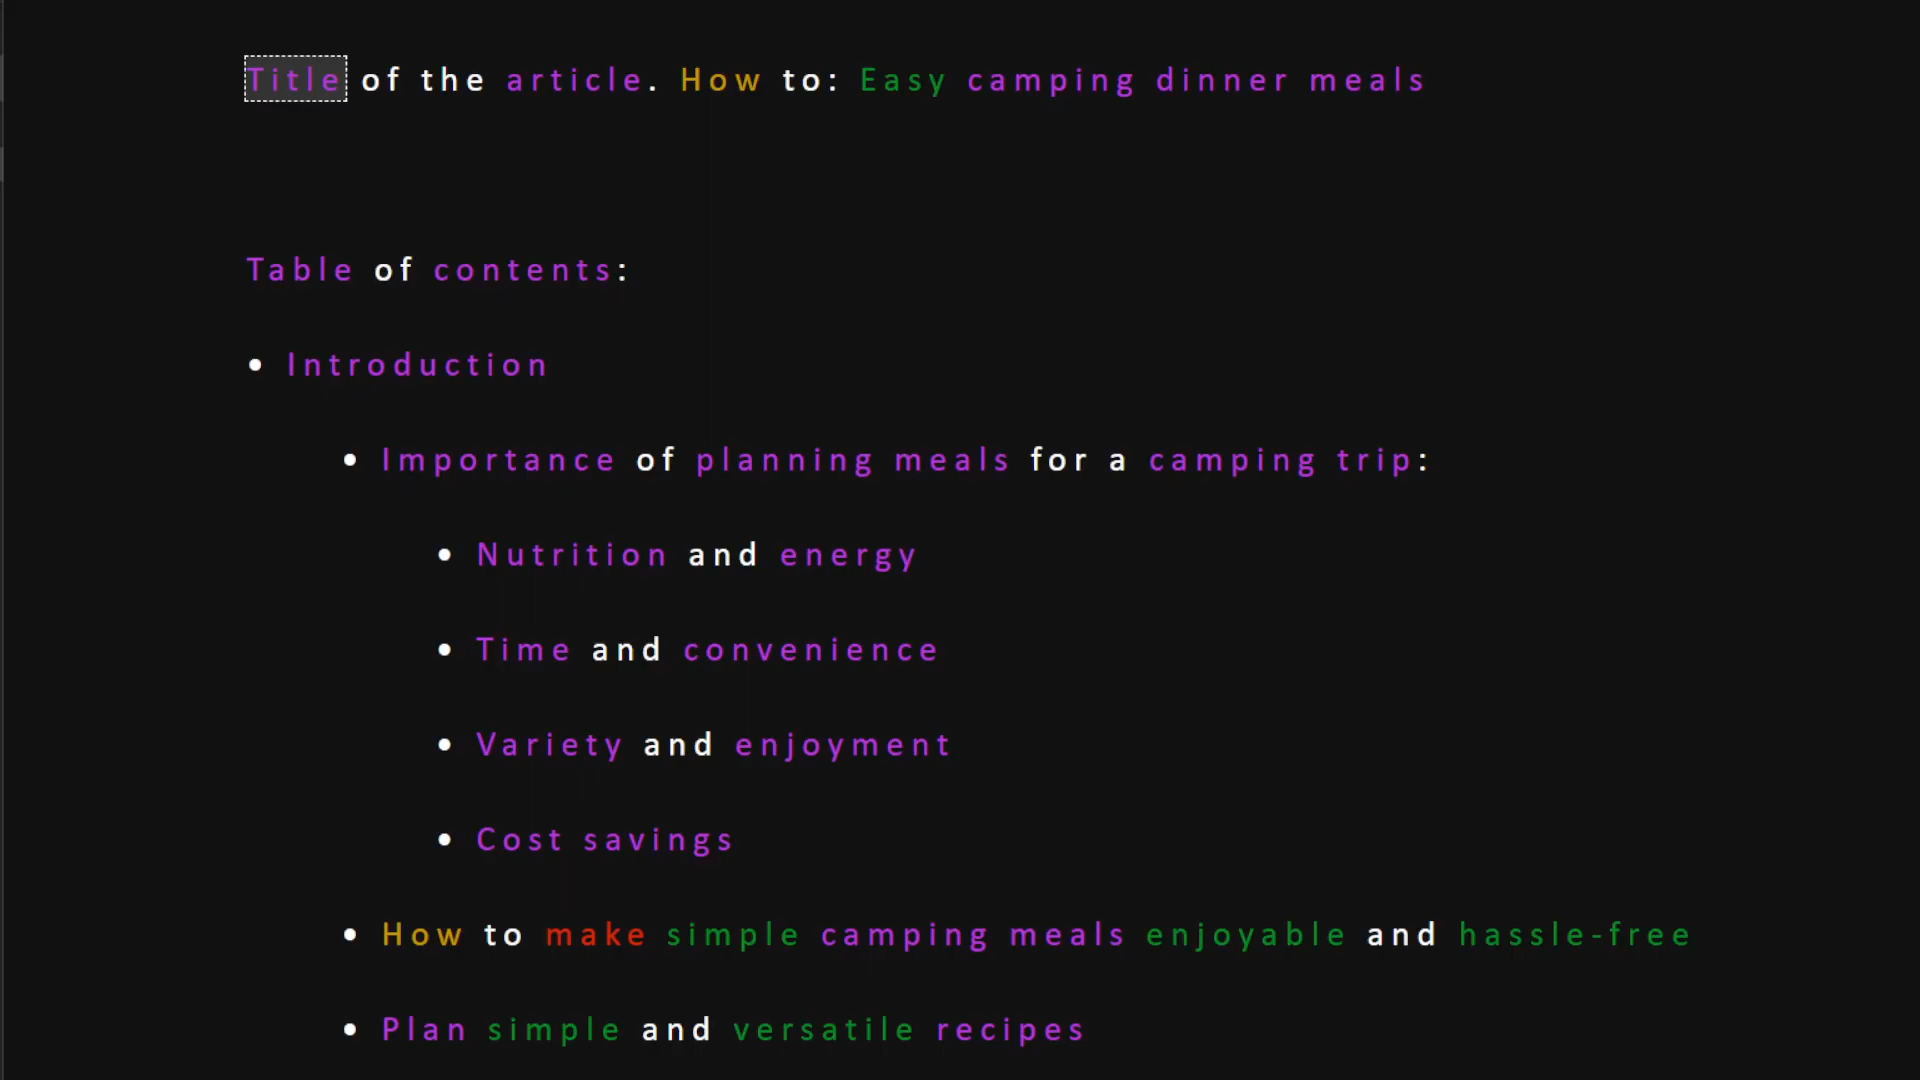 Title of the article. How to: Easy camping dinner meals
Table of contents:
• Introduction
• Importance of planning meals for a camping trip:
• Nutrition and energy
• Time and convenience
• Variety and enjoyment
• Cost savings
• How to make simple camping meals enjoyable and hassle-free
• Plan simple and versatile recipes